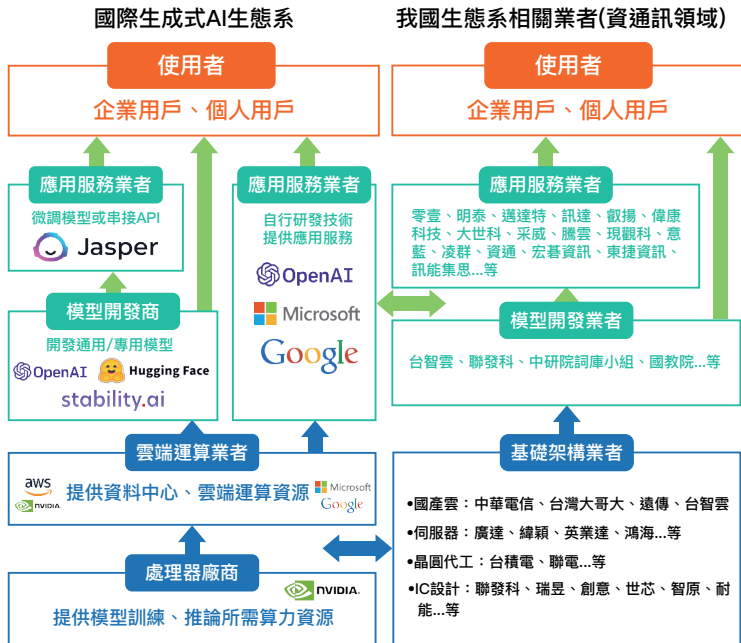 國際生成式AI生態系
使用者
企業用戶、個人用戶
應用服務業者
微調模型或串接API
Jasper
模型開發商
開發通用/專用模型
OpenAI
Hugging Face
stability.ai
應用服務業者
自行研發技術
提供應用服務
OpenAI
Microsoft
Google
雲端運算業者
aws
nVIDIA.
提供資料中心、雲端運算資源
Microsoft
Google
處理器廠商
nVIDIA.
提供模型訓練、推論所需算力資源
我國生態系相關業者(資通訊領域)
使用者
企業用戶、個人用戶
應用服務業者
零壹、明泰、邁達特、訊達、叡揚、偉康
科技、大世科、采威、騰雲、現觀科、意
藍、凌群、資通、宏碁資訊、東捷資訊、
訊能集思...等
模型開發業者
台智雲、聯發科、中研院詞庫小組、國教院...等
基礎架構業者
•國產雲：中華電信、台灣大哥大、遠傳、台智雲
•伺服器：廣達、緯穎、英業達、鴻海...等
•晶圓代工：台積電、聯電...等
•IC設計：聯發科、瑞昱、創意、世芯、智原、耐
能...等